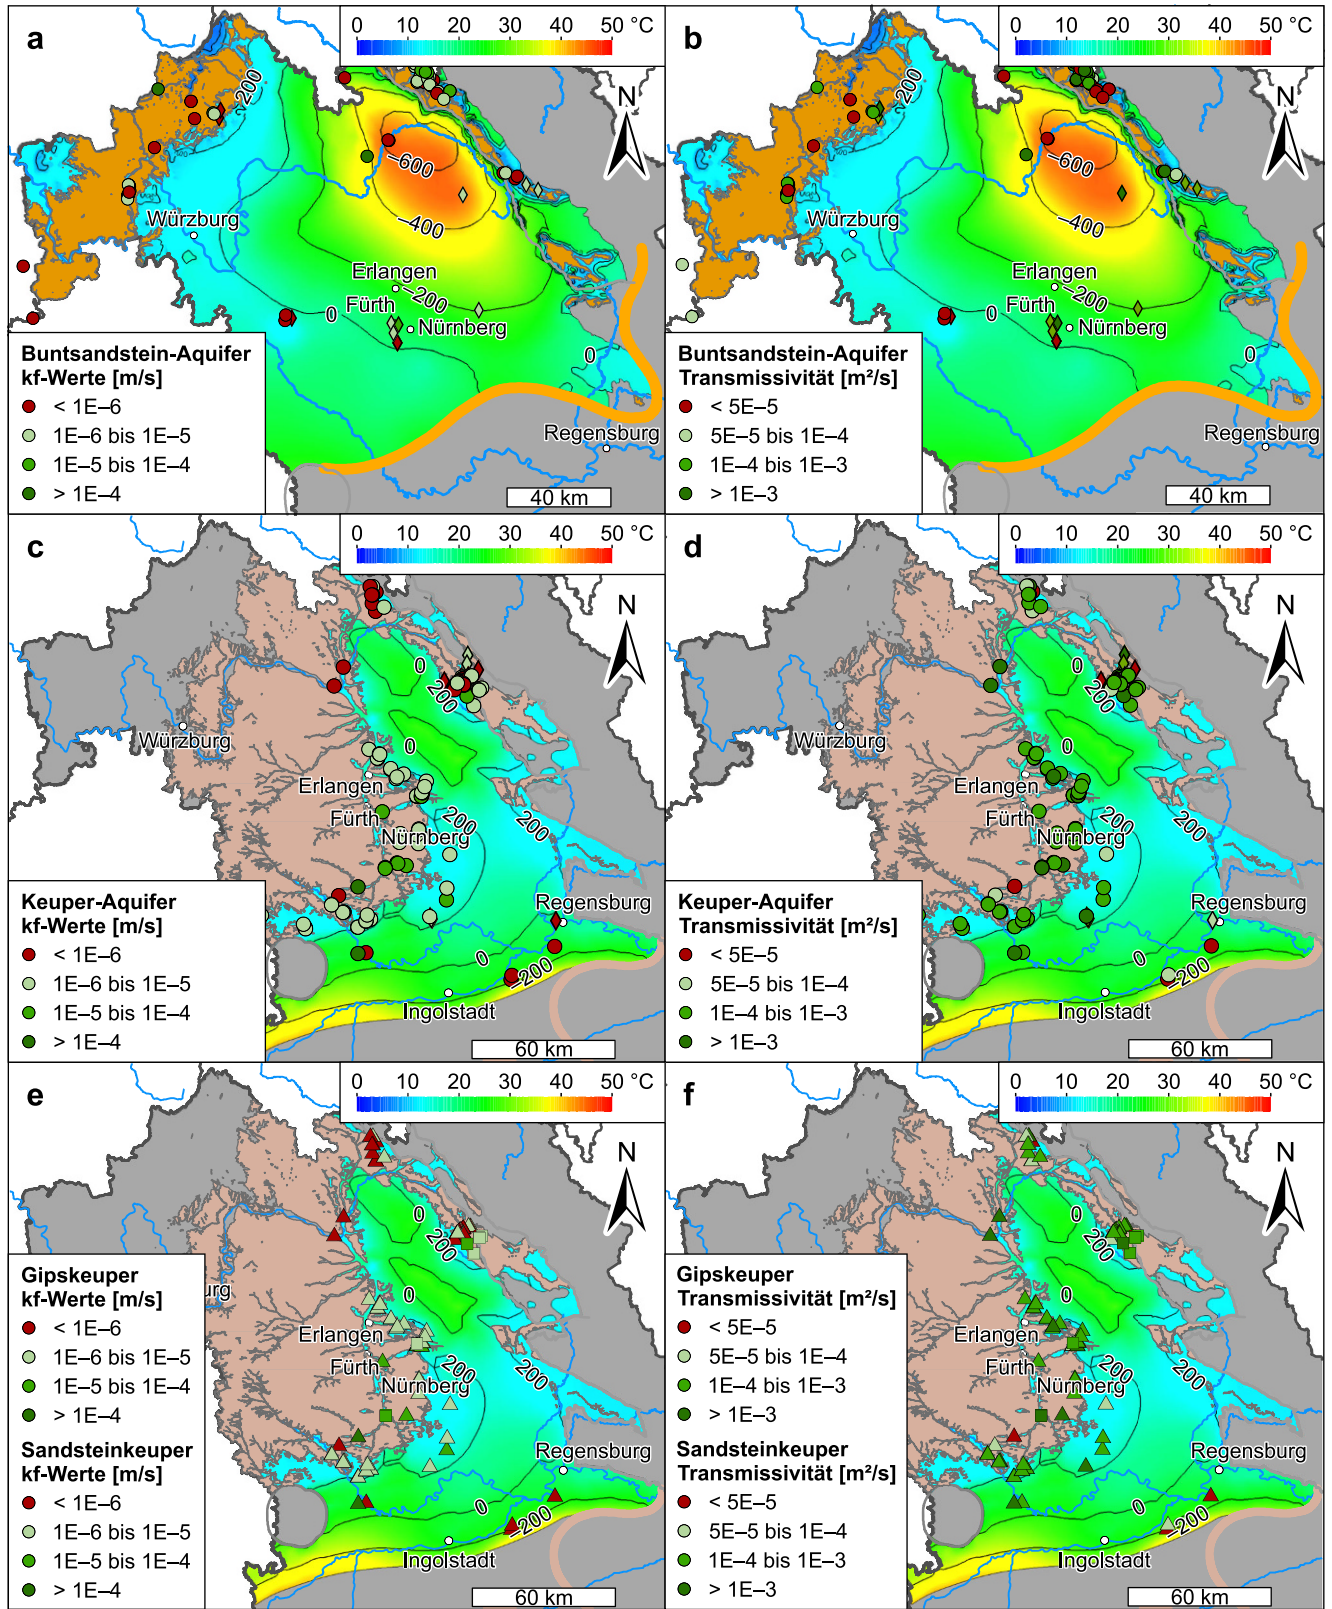 a
0 10 20 30 40 50 °C
N
200
−600
−400
Würzburg
Erlangen
−200
Fürth
0
Nürnberg
0
Regensburg
Buntsandstein-Aquifer
kf-Werte [m/s]
< 1E–6
1E–6 bis 1E–5
1E–5 bis 1E–4
> 1E–4
40 km
b
0 10 20 30 40 50 °C
N
200
−600
−400
Würzburg
Erlangen
−200
Fürth
0
Nürnberg
0
Regensburg
Buntsandstein-Aquifer
Transmissivität [m²/s]
< 5E–5
5E–5 bis 1E–4
1E–4 bis 1E–3
> 1E–3
40 km
c
0 10 20 30 40 50 °C
N
0
200
Würzburg
0
Erlangen
Fürth
200
200
Nürnberg
Regensburg
0
−200
Ingolstadt
Keuper-Aquifer
kf-Werte [m/s]
< 1E–6
1E–6 bis 1E–5
1E–5 bis 1E–4
> 1E–4
60 km
d
0 10 20 30 40 50 °C
N
0
200
Würzburg
0
Erlangen
Fürth
200
200
Nürnberg
Regensburg
0
−200
Ingolstadt
Keuper-Aquifer
Transmissivität [m²/s]
< 5E–5
5E–5 bis 1E–4
1E–4 bis 1E–3
> 1E–3
60 km
e
0 10 20 30 40 50 °C
N
0
200
urg
0
Erlangen
Fürth
200
200
Nürnberg
Regensburg
0
−200
Ingolstadt
Gipskeuper
kf-Werte [m/s]
< 1E–6
1E–6 bis 1E–5
1E–5 bis 1E–4
> 1E–4
Sandsteinkeuper
kf-Werte [m/s]
< 1E–6
1E–6 bis 1E–5
1E–5 bis 1E–4
> 1E–4
60 km
f
0 10 20 30 40 50 °C
N
0
200
0
Erlangen
Fürth
200
200
Nürnberg
Regensburg
0
−200
Ingolstadt
Gipskeuper
Transmissivität [m²/s]
< 5E–5
5E–5 bis 1E–4
1E–4 bis 1E–3
> 1E–3
Sandsteinkeuper
Transmissivität [m²/s]
< 5E–5
5E–5 bis 1E–4
1E–4 bis 1E–3
> 1E–3
60 km